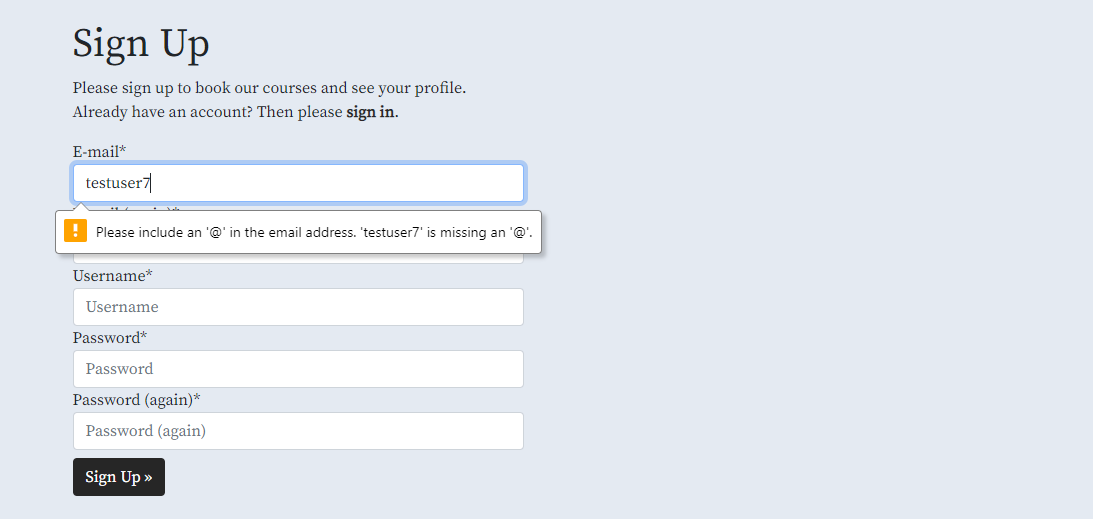 Sign Up
Please sign up to book our courses and see your profile.
Already have an account? Then please sign in.
E-mail*
testuser7
! Please include an '@' in the email address. 'testuser7' is missing an '@'.
Username*
Username
Password*
Password
Password (again)*
Password (again)
Sign Up »